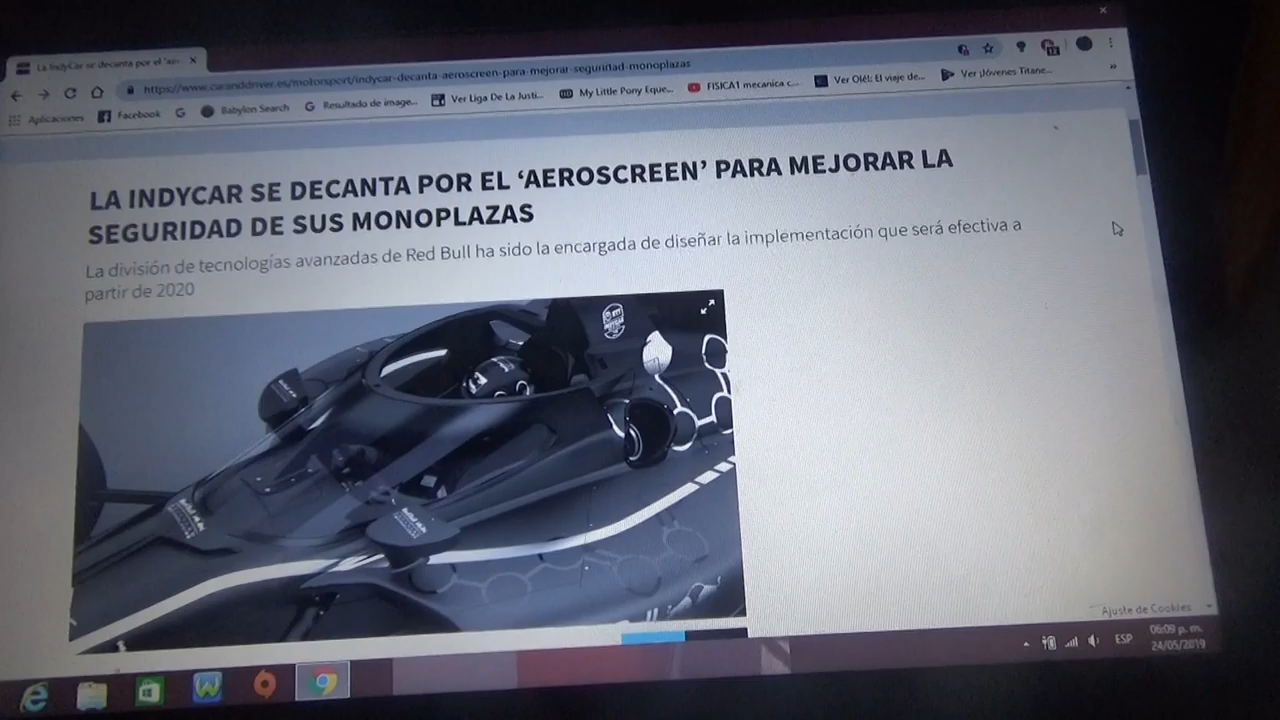 La IndyCar se decanta por el 'aer
https://www.caranddriver.es/motorsport/indycar-decanta-aeroscreen-para-mejorar-seguridad-monoplazas
Aplicaciones Facebook Babylon Search Resultado de image... Ver Liga De La Justi... My Little Pony Eque... FISICA1 mecanica c... Ver Olé!: El viaje de... Ver ¡Jóvenes Titane... »
LA INDYCAR SE DECANTA POR EL ‘AEROSCREEN’ PARA MEJORAR LA
SEGURIDAD DE SUS MONOPLAZAS
La división de tecnologías avanzadas de Red Bull ha sido la encargada de diseñar la implementación que será efectiva a
partir de 2020
Ajuste de Cookies
ESP
06:09 p. m.
24/05/2019